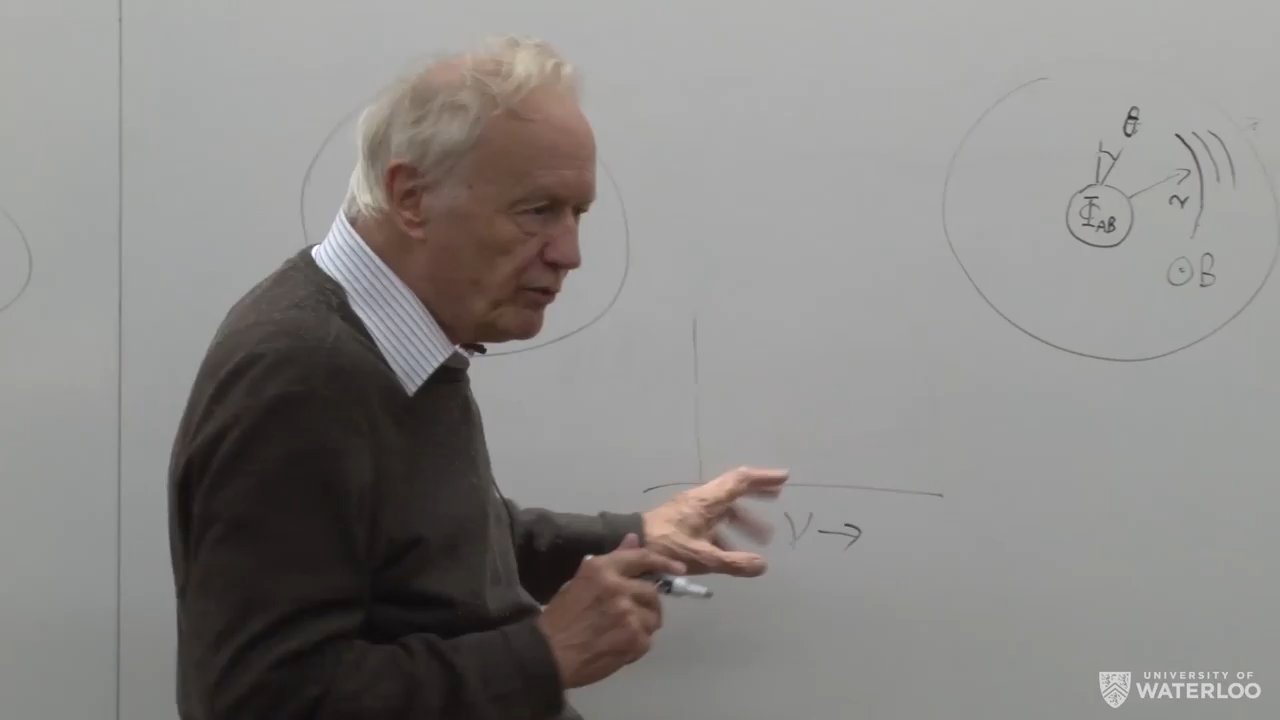 θ
Φ_AB
r
⊙ B
V →
UNIVERSITY OF
WATERLOO